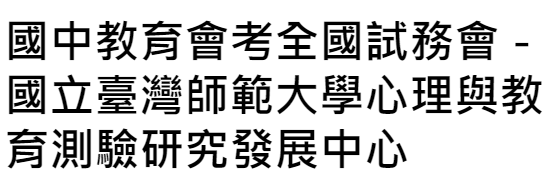 國中教育會考全國試務會 -
國立臺灣師範大學心理與教
育測驗研究發展中心